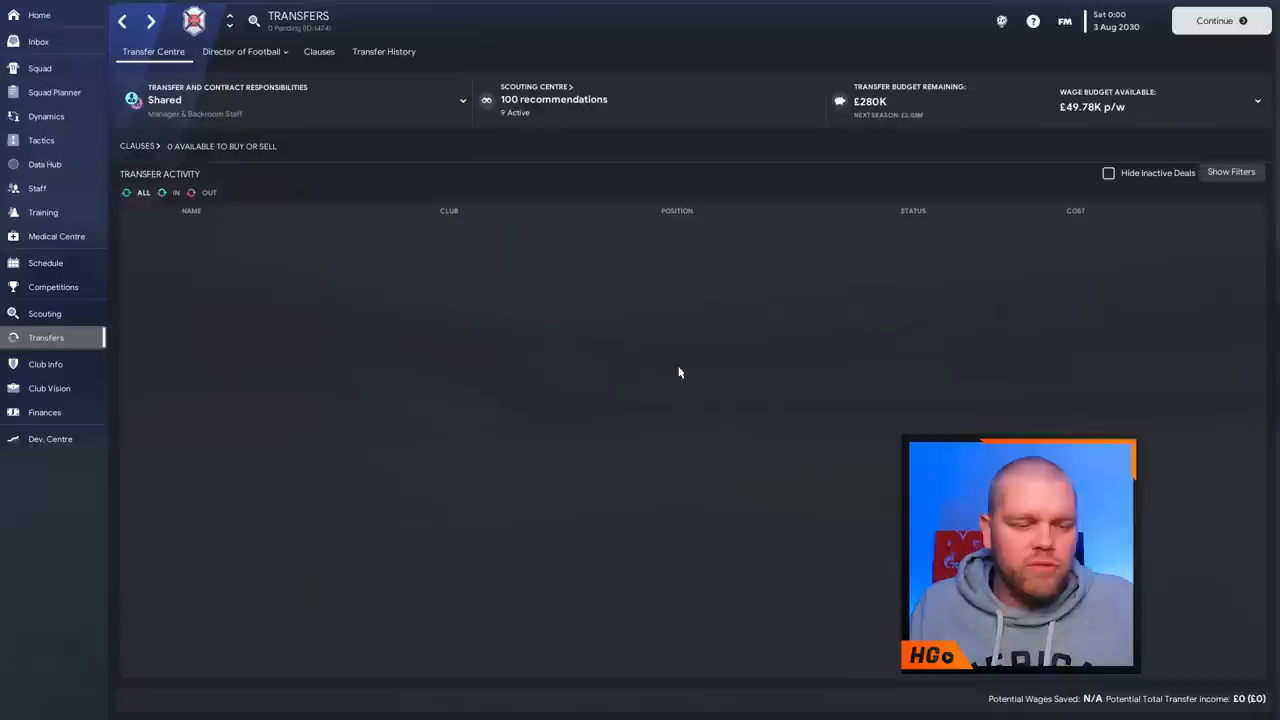 Home
Inbox
Squad
Squad Planner
Dynamics
Tactics
Data Hub
Staff
Training
Medical Centre
Schedule
Competitions
Scouting
Transfers
Club Info
Club Vision
Finances
Dev. Centre
TRANSFERS
0 Pending (ID:1474)
FM
Sat 0:00
3 Aug 2030
Continue
Transfer Centre
Director of Football
Clauses
Transfer History
TRANSFER AND CONTRACT RESPONSIBILITIES
Shared
Manager & Backroom Staff
SCOUTING CENTRE
100 recommendations
9 Active
TRANSFER BUDGET REMAINING:
£280K
NEXT SEASON: £2.03M
WAGE BUDGET AVAILABLE:
£49.78K p/w
CLAUSES
0 AVAILABLE TO BUY OR SELL
TRANSFER ACTIVITY
Hide Inactive Deals
Show Filters
ALL
IN
OUT
NAME
CLUB
POSITION
STATUS
COST
HG
Potential Wages Saved: N/A Potential Total Transfer income: £0 (£0)